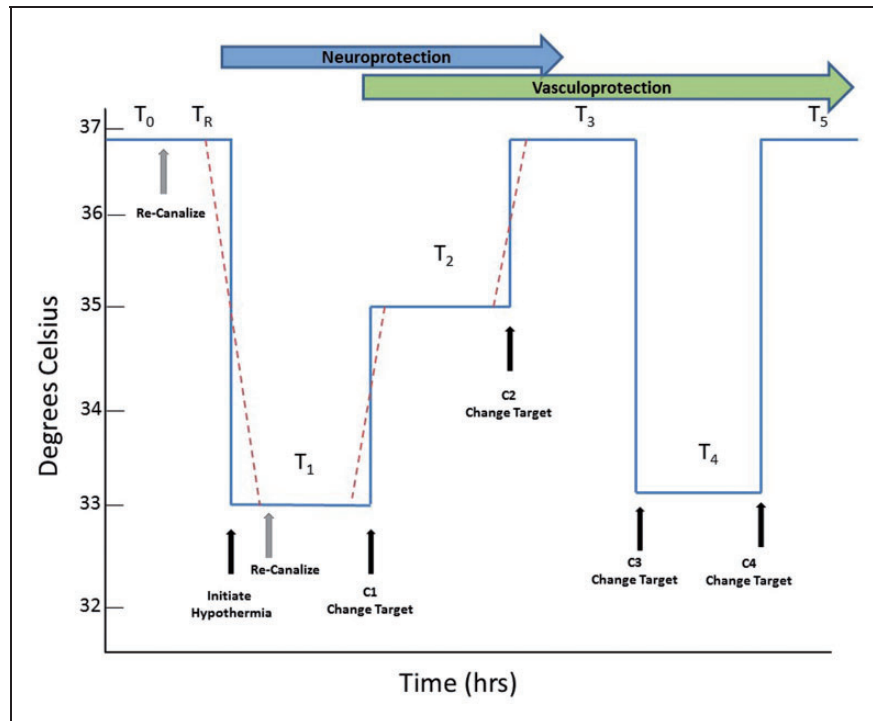 Neuroprotection
Vasculoprotection
T0 TR T3 T5
37
Re-Canalize
36
T2
35
C2
Change Target
34
T1 T4
33
Re-Canalize
Initiate
Hypothermia
C1
Change Target
C3
Change Target
C4
Change Target
32
Degrees Celsius
Time (hrs)